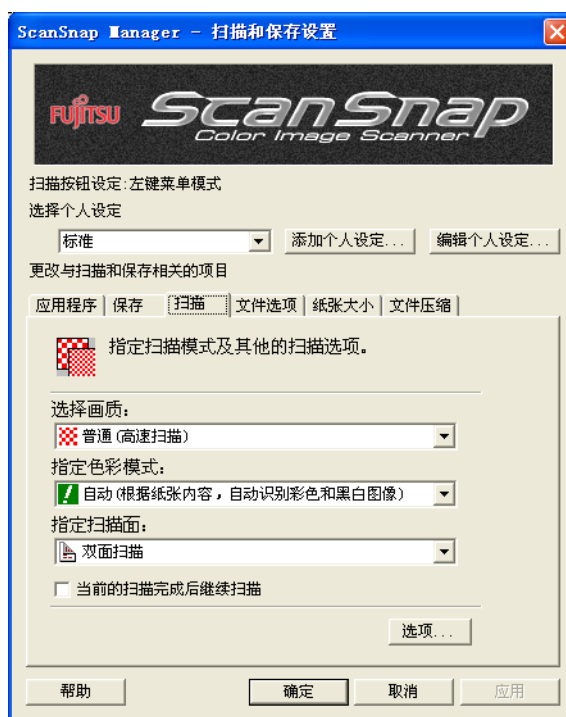 ScanSnap Manager - 扫描和保存设置
FUJITSU ScanSnap
Color Image Scanner
扫描按钮设定:左键菜单模式
选择个人设定
标准 添加个人设定... 编辑个人设定...
更改与扫描和保存相关的项目
应用程序 保存 扫描 文件选项 纸张大小 文件压缩
指定扫描模式及其他的扫描选项。
选择画质:
普通(高速扫描)
指定色彩模式:
自动(根据纸张内容，自动识别彩色和黑白图像)
指定扫描面:
双面扫描
当前的扫描完成后继续扫描
选项...
帮助 确定 取消 应用